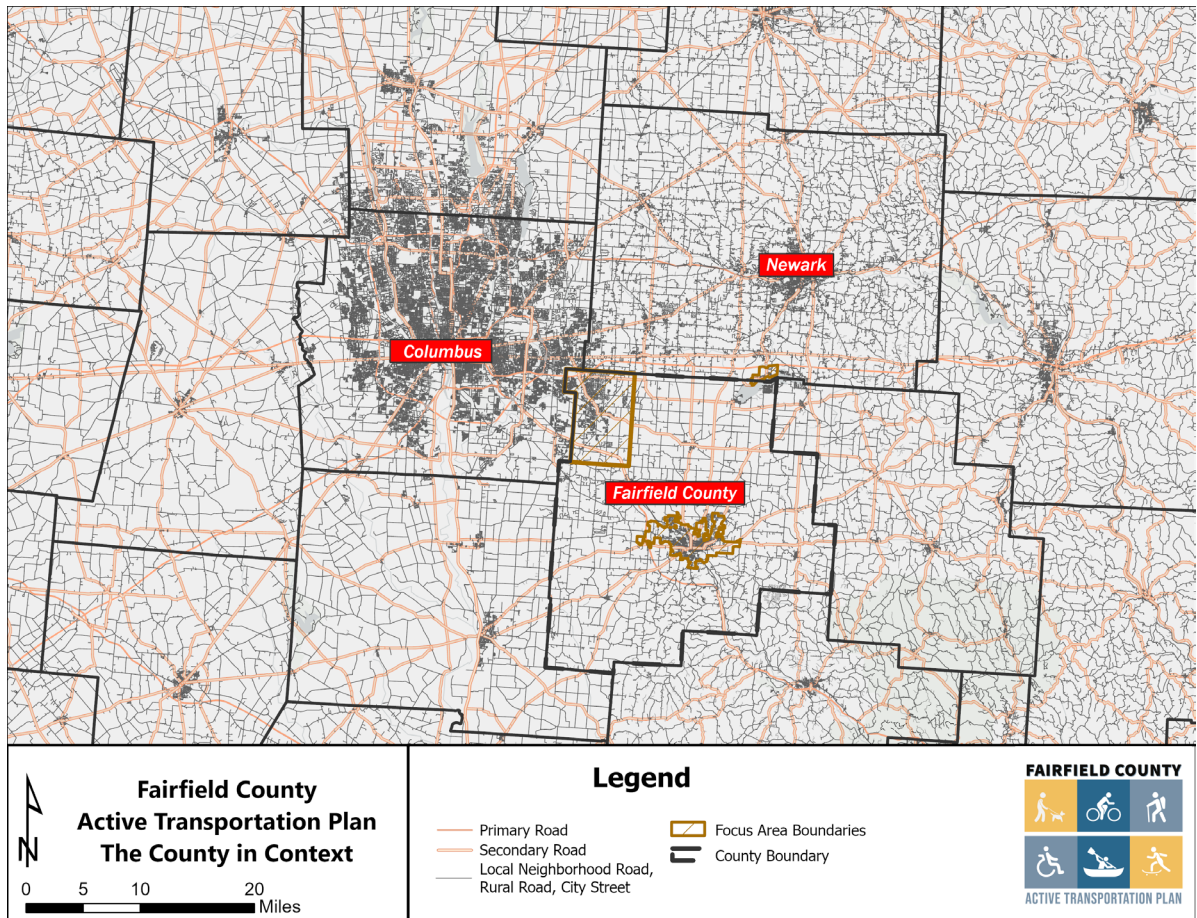 Newark
Columbus
Fairfield County
Fairfield County
Active Transportation Plan
The County in Context
N
0 5 10 20
Miles
Legend
Primary Road
Secondary Road
Local Neighborhood Road,
Rural Road, City Street
Focus Area Boundaries
County Boundary
FAIRFIELD COUNTY
ACTIVE TRANSPORTATION PLAN